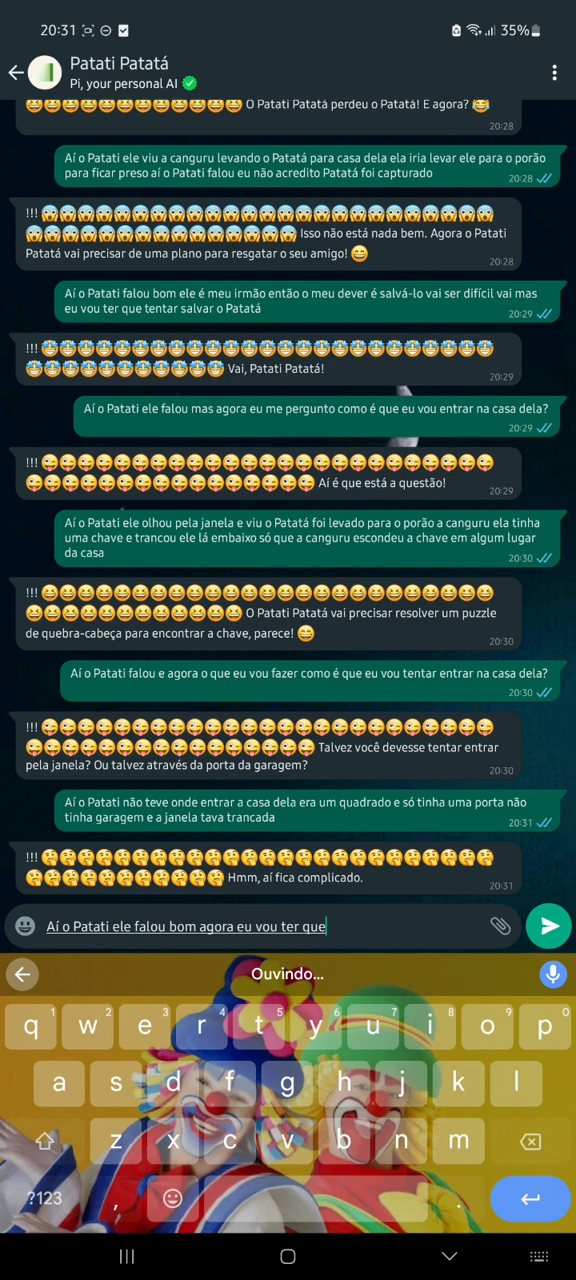 20:31 35%
Patati Patatá
Pi, your personal AI
😆😆😆😆😆😆😆😆😆😆😆😆 O Patati Patatá perdeu o Patatá! E agora? 😂
20:28
Aí o Patati ele viu a canguru levando o Patatá para casa dela ela iria levar ele para o porão
para ficar preso aí o Patati falou eu não acredito Patatá foi capturado
20:28
!!! 😱😱😱😱😱😱😱😱😱😱😱😱😱😱😱😱😱😱😱😱😱😱😱😱😱
😱😱😱😱😱😱😱😱😱😱😱😱😱😱😱 Isso não está nada bem. Agora o Patati
Patatá vai precisar de uma plano para resgatar o seu amigo! 😄
20:28
Aí o Patati falou bom ele é meu irmão então o meu dever é salvá-lo vai ser difícil vai mas
eu vou ter que tentar salvar o Patatá
20:29
!!! 🤩🤩🤩🤩🤩🤩🤩🤩🤩🤩🤩🤩🤩🤩🤩🤩🤩🤩🤩🤩🤩🤩🤩🤩🤩
🤩🤩🤩🤩🤩🤩🤩🤩🤩🤩🤩 Vai, Patati Patatá!
20:29
Aí o Patati ele falou mas agora eu me pergunto como é que eu vou entrar na casa dela?
20:29
!!! 😜😜😜😜😜😜😜😜😜😜😜😜😜😜😜😜😜😜😜😜😜😜😜😜😜
😜😜😜😜😜😜😜😜😜😜😜😜😜😜😜😜 Aí é que está a questão!
20:29
Aí o Patati ele olhou pela janela e viu o Patatá foi levado para o porão a canguru ela tinha
uma chave e trancou ele lá embaixo só que a canguru escondeu a chave em algum lugar
da casa
20:30
!!! 😆😆😆😆😆😆😆😆😆😆😆😆😆😆😆😆😆😆😆😆😆😆😆😆😆
😆😆😆😆😆😆😆😆😆😆😆😆 O Patati Patatá vai precisar resolver um puzzle
de quebra-cabeça para encontrar a chave, parece! 😄
20:30
Aí o Patati falou e agora o que eu vou fazer como é que eu vou tentar entrar na casa dela?
20:30
!!! 😜😜😜😜😜😜😜😜😜😜😜😜😜😜😜😜😜😜😜😜😜😜😜😜😜
😜😜😜😜😜😜😜😜😜😜😜😜😜😜😜😜 Talvez você devesse tentar entrar
pela janela? Ou talvez através da porta da garagem?
20:30
Aí o Patati não teve onde entrar a casa dela era um quadrado e só tinha uma porta não
tinha garagem e a janela tava trancada
20:31
!!! 🤔🤔🤔🤔🤔🤔🤔🤔🤔🤔🤔🤔🤔🤔🤔🤔🤔🤔🤔🤔🤔🤔🤔🤔🤔
🤔🤔🤔🤔🤔🤔🤔🤔🤔🤔🤔 Hmm, aí fica complicado.
20:31
Aí o Patati ele falou bom agora eu vou ter que
Ouvindo...
q1 w2 e3 r4 t5 y6 u7 i8 o9 p0
a s d f g h j k l
z x c v b n m
?123 , .